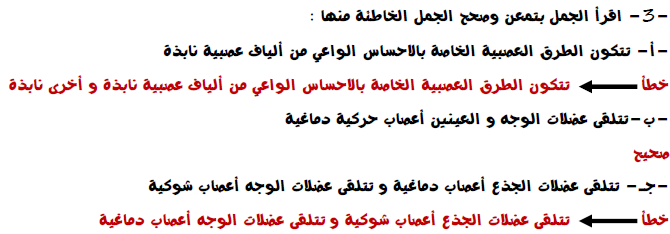 -3- اقرأ الجمل بتمعن وصحح الجمل الخاطئة منها :
-أ- تتكون الطرق العصبية الخاصة بالاحساس الواعي من ألياف عصبية نابذة
خطأ ← تتكون الطرق العصبية الخاصة بالاحساس الواعي من ألياف عصبية نابذة و أخرى نابذة
-ب-تتلقى عضلات الوجه و العينين أعصاب حركية دماغية
صحيح
-جـ- تتلقى عضلات الجذع أعصاب دماغية و تتلقى عضلات الوجه أعصاب شوكية
خطأ ← تتلقى عضلات الجذع أعصاب شوكية و تتلقى عضلات الوجه أعصاب دماغية